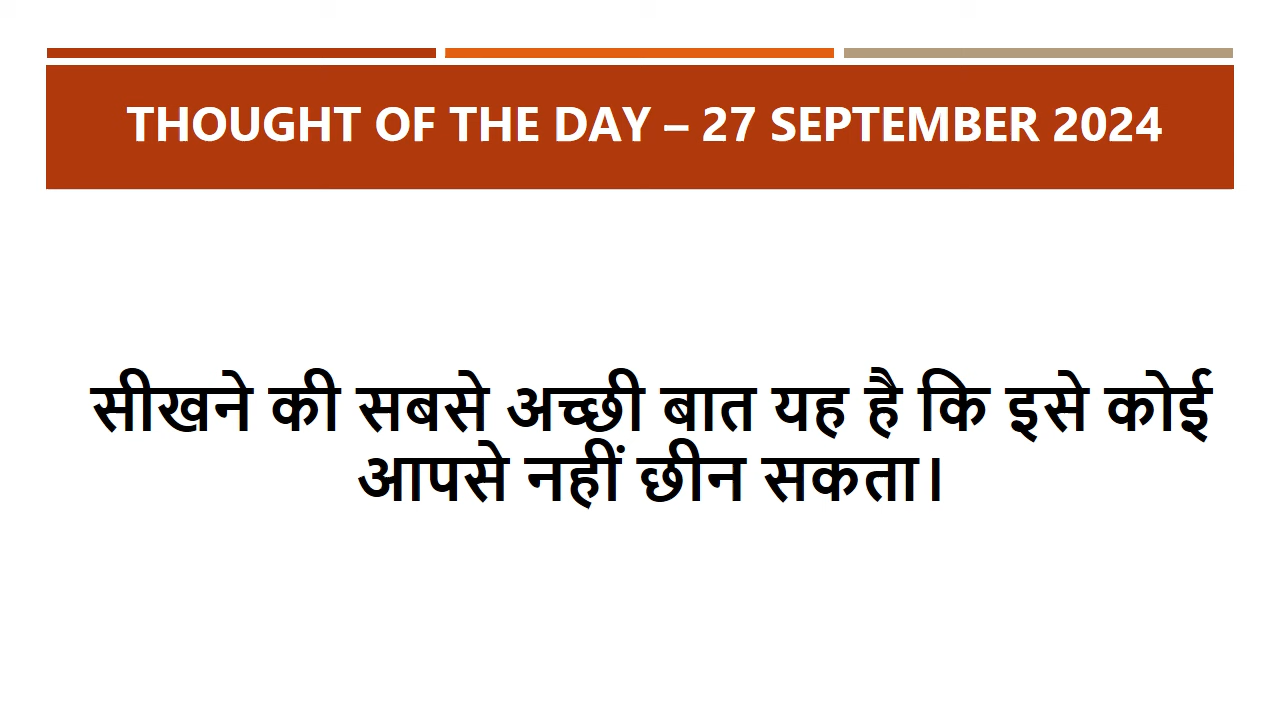 THOUGHT OF THE DAY – 27 SEPTEMBER 2024
सीखने की सबसे अच्छी बात यह है कि इसे कोई
आपसे नहीं छीन सकता।